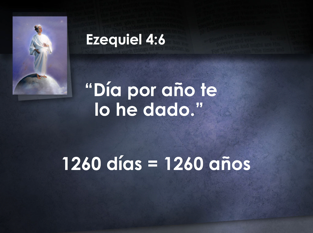 Ezequiel 4:6
“Día por año te
lo he dado.”
1260 días = 1260 años